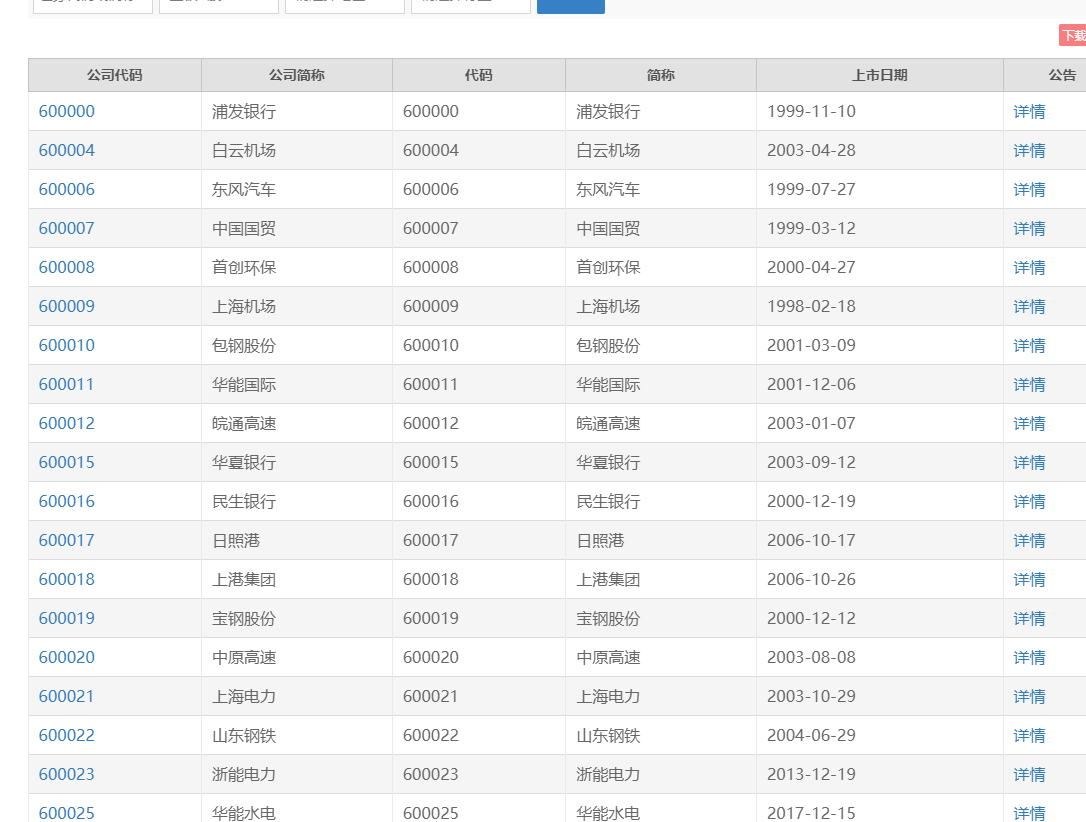 下载
公司代码 公司简称 代码 简称 上市日期 公告
600000 浦发银行 600000 浦发银行 1999-11-10 详情
600004 白云机场 600004 白云机场 2003-04-28 详情
600006 东风汽车 600006 东风汽车 1999-07-27 详情
600007 中国国贸 600007 中国国贸 1999-03-12 详情
600008 首创环保 600008 首创环保 2000-04-27 详情
600009 上海机场 600009 上海机场 1998-02-18 详情
600010 包钢股份 600010 包钢股份 2001-03-09 详情
600011 华能国际 600011 华能国际 2001-12-06 详情
600012 皖通高速 600012 皖通高速 2003-01-07 详情
600015 华夏银行 600015 华夏银行 2003-09-12 详情
600016 民生银行 600016 民生银行 2000-12-19 详情
600017 日照港 600017 日照港 2006-10-17 详情
600018 上港集团 600018 上港集团 2006-10-26 详情
600019 宝钢股份 600019 宝钢股份 2000-12-12 详情
600020 中原高速 600020 中原高速 2003-08-08 详情
600021 上海电力 600021 上海电力 2003-10-29 详情
600022 山东钢铁 600022 山东钢铁 2004-06-29 详情
600023 浙能电力 600023 浙能电力 2013-12-19 详情
600025 华能水电 600025 华能水电 2017-12-15 详情